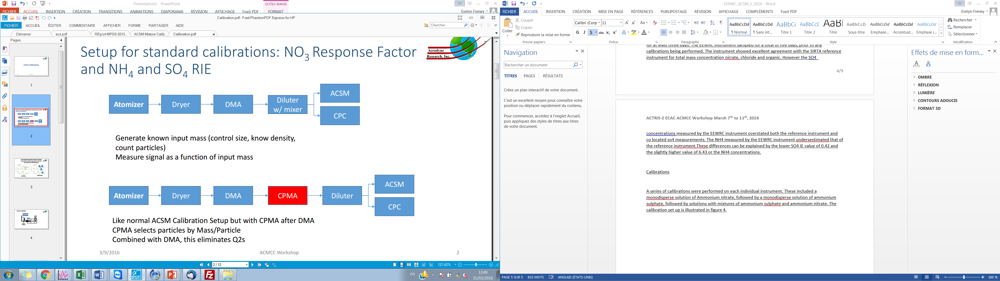 Présentation1 - PowerPoint
OUTILS IMAGE
Evelyn Freney
FICHIER ACCUEIL INSERTION CRÉATION TRANSITIONS ANIMATIONS DIAPORAMA RÉVISION AFFICHAGE Foxit PDF FORMAT
Calibration.pdf - Foxit PhantomPDF Express for HP
FICHIER ACCUEIL ÉDITER COMMENTAIRE AFFICHER FORME PARTAGER AIDE
Chercher
Démarrer acs.pdf REport-MPSS-2015... ACSM Mixture Calib... Calibration.pdf
Pages
ACSM Calibrations
1
2
3
4
Setup for standard calibrations: NO3 Response Factor
and NH4 and SO4 RIE
Aerodyne
Research, Inc.
Atomizer
Dryer
DMA
Diluter
w/ mixer
ACSM
CPC
Generate known input mass (control size, know density,
count particles)
Measure signal as a function of input mass
Atomizer
Dryer
DMA
CPMA
Diluter
ACSM
CPC
Like normal ACSM Calibration Setup but with CPMA after DMA
CPMA selects particles by Mass/Particle
Combined with DMA, this eliminates Q2s
3/9/2016 ACMCC Workshop 2
2 / 12
127,42%
FR
13:49
31/03/2016
EERWC_ACSM_1_2016 - Word
FICHIER ACCUEIL INSERTION CRÉATION MISE EN PAGE RÉFÉRENCES PUBLIPOSTAGE RÉVISION AFFICHAGE COMPLÉMENTS Foxit PDF
Evelyn Freney
Coller
Couper
Copier
Reproduire la mise en forme
Presse-papiers
Calibri (Corp 11
G I S abc x2 x2
Police
Paragraphe
AaBbCcDd AaBbCcDd AaBbC( AaBbCcE AaB AaBbCcD AaBbCcDd AaBbCcDd AaBbCcDd
¶ Normal ¶ Sans int... Titre 1 Titre 2 Titre Sous-titre Emphase... Accentuat... Emphase i...
Style
Rechercher
Remplacer
Sélectionner
Modification
Navigation
Rechercher un document
TITRES PAGES RÉSULTATS
Créez un plan interactif de votre document.
C'est un excellent moyen pour connaître votre
position ou déplacer rapidement du contenu.
Pour commencer, accédez à l'onglet Accueil,
puis appliquez des styles de titres aux titres
de votre document.
for at least three days. The EEWRC instrument sampled for a total of five days, prior to any
calibrations being performed. The instrument showed excellent agreement with the SIRTA reference
instrument for total mass concentration nirrate, chloride and organic. However the SO4
4/9
ACTRIS-2 ECAC ACMCC Workshop March 7th to 11th, 2016
concentrations measured by the EEWRC instrument overstated both the reference instrument and
co located so4 measurements. The NH4 measured by the EEWRC instrument undersestimated that of
the reference instrument.These differences can be explained by the lower SO4 IE value of 0.42 and
the slightly higher value of 6.43 or the NH4 concentrations.
Calibrations
A series of calibrations were performed on each individual instrument. These included a
monodisperse solution of Ammonium nitrate, followed by a monodisperse solution of ammonium
sulphate, followed by solutions with mixtures of ammonium sulphate and ammonium nitrate. The
calibration set up is illustrated in figure 4.
Effets de mise en form...
OMBRE
RÉFLEXION
LUMIÈRE
CONTOURS ADOUCIS
FORMAT 3D
PAGE 5 SUR 5 813 MOTS ANGLAIS (ÉTATS-UNIS)
100 %